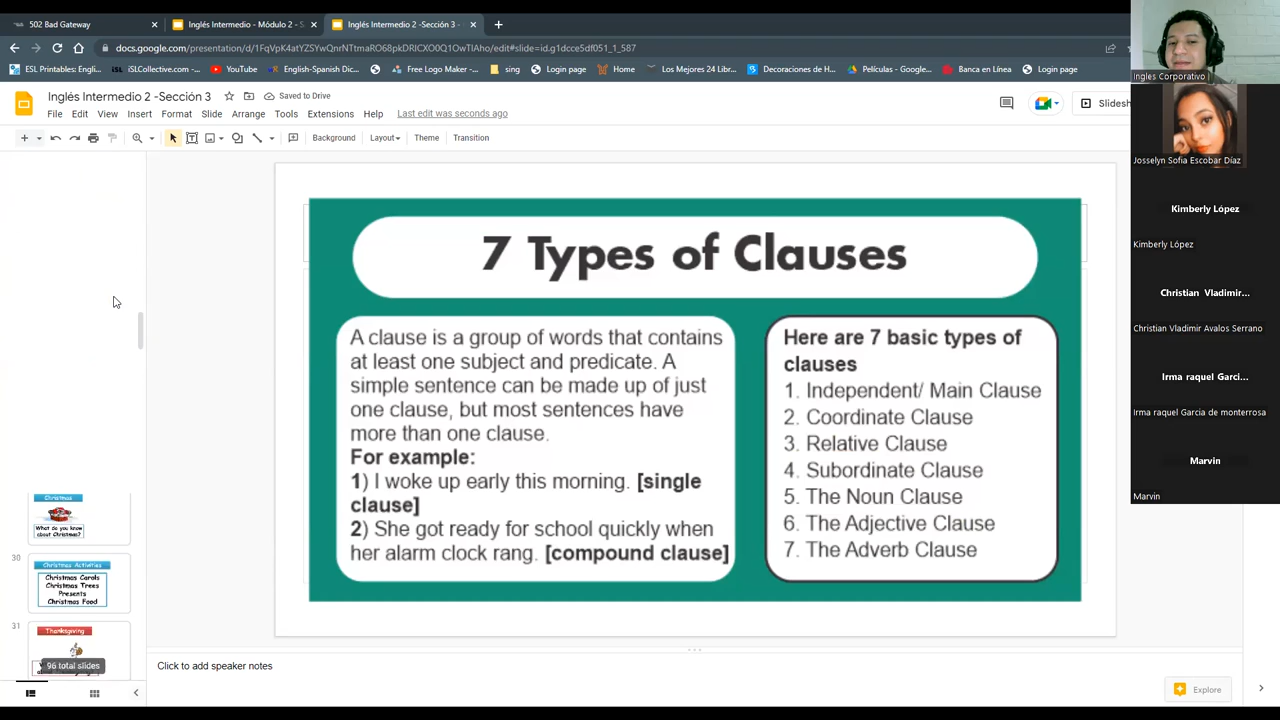 502 Bad Gateway
Inglés Intermedio - Módulo 2 - S
Inglés Intermedio 2 -Sección 3 -
docs.google.com/presentation/d/1FqVpK4atYZSYwQnrNTtmaRO68pkDRlCXO0Q1OwTlAho/edit#slide=id.g1dcce5df051_1_587
ESL Printables: Engli...
iSLCollective.com -...
YouTube
English-Spanish Dic...
Free Logo Maker -...
sing
Login page
Home
Los Mejores 24 Libr...
Decoraciones de H...
Películas - Google...
Banca en Línea
Login page
Inglés Intermedio 2 -Sección 3
Saved to Drive
File Edit View Insert Format Slide Arrange Tools Extensions Help
Last edit was seconds ago
Slidesh
Background Layout Theme Transition
7 Types of Clauses
A clause is a group of words that contains
at least one subject and predicate. A
simple sentence can be made up of just
one clause, but most sentences have
more than one clause.
For example:
1) I woke up early this morning. [single
clause]
2) She got ready for school quickly when
her alarm clock rang. [compound clause]
Here are 7 basic types of
clauses
1. Independent/ Main Clause
2. Coordinate Clause
3. Relative Clause
4. Subordinate Clause
5. The Noun Clause
6. The Adjective Clause
7. The Adverb Clause
Christmas
What do you know
about Christmas?
30
Christmas Activities
Christmas Carols
Christmas Trees
Presents
Christmas Food
31
Thanksgiving
96 total slides
Click to add speaker notes
Explore
Ingles Corporativo
Josselyn Sofia Escobar Díaz
Kimberly López
Kimberly López
Christian Vladimir...
Christian Vladimir Avalos Serrano
Irma raquel Garci...
Irma raquel Garcia de monterrosa
Marvin
Marvin